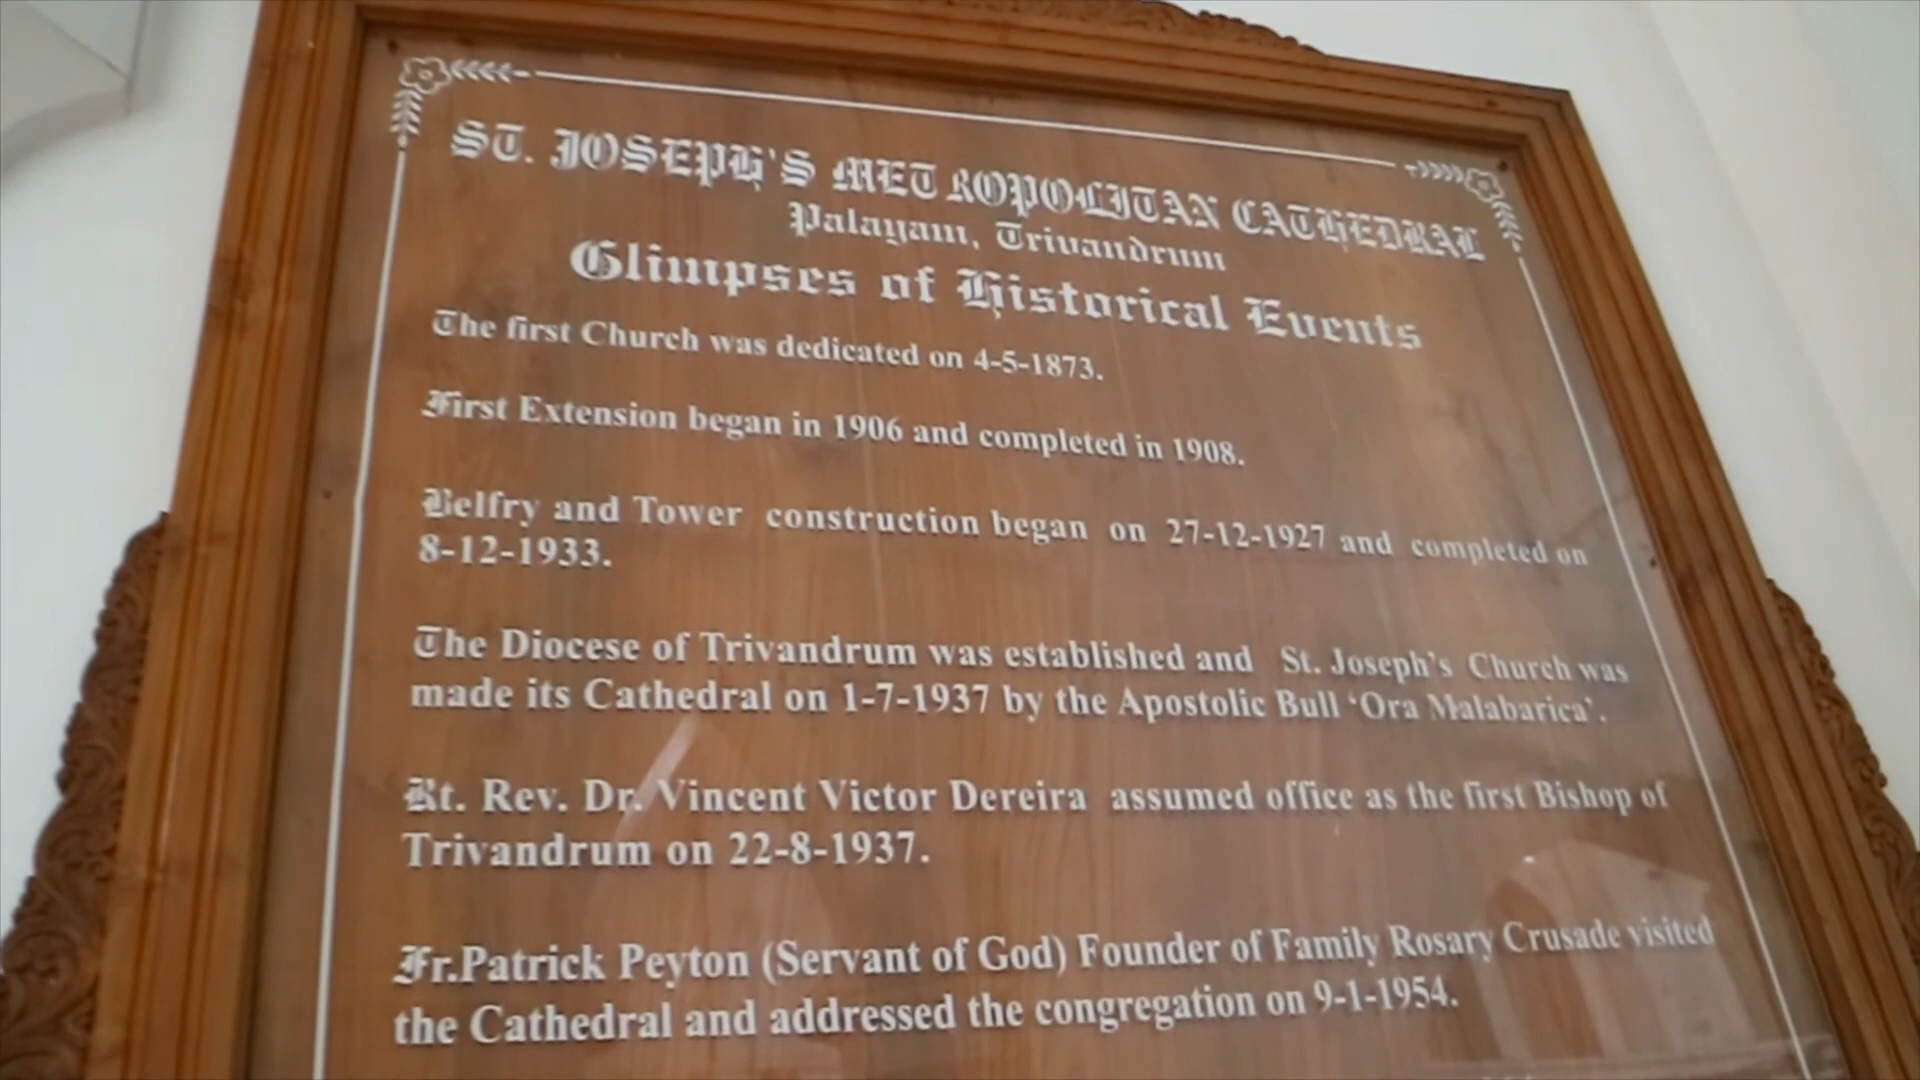 ST. JOSEPH'S METROPOLITAN CATHEDRAL
Palayam, Trivandrum
Glimpses of Historical Events
The first Church was dedicated on 4-5-1873.
First Extension began in 1906 and completed in 1908.
Belfry and Tower construction began on 27-12-1927 and completed on
8-12-1933.
The Diocese of Trivandrum was established and St. Joseph's Church was
made its Cathedral on 1-7-1937 by the Apostolic Bull 'Ora Malabarica'.
Rt. Rev. Dr. Vincent Victor Dereira assumed office as the first Bishop of
Trivandrum on 22-8-1937.
Fr.Patrick Peyton (Servant of God) Founder of Family Rosary Crusade visited
the Cathedral and addressed the congregation on 9-1-1954.